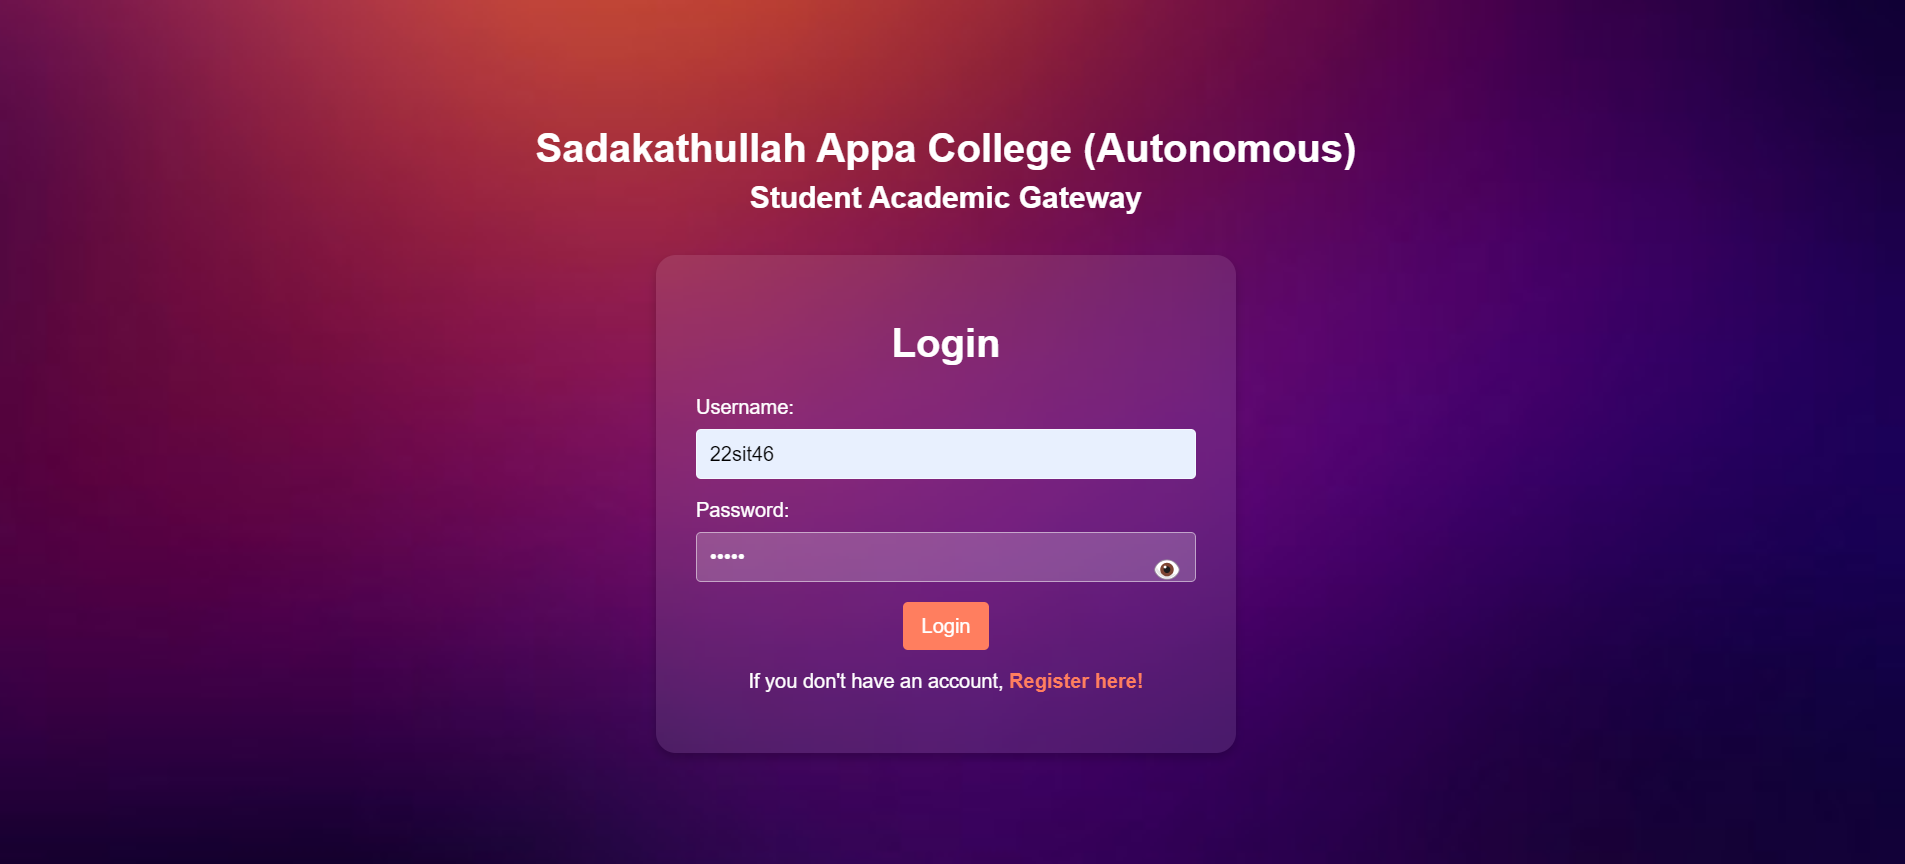 Sadakathullah Appa College (Autonomous)
Student Academic Gateway
Login
Username:
22sit46
Password:
•••••
Login
If you don't have an account, Register here!